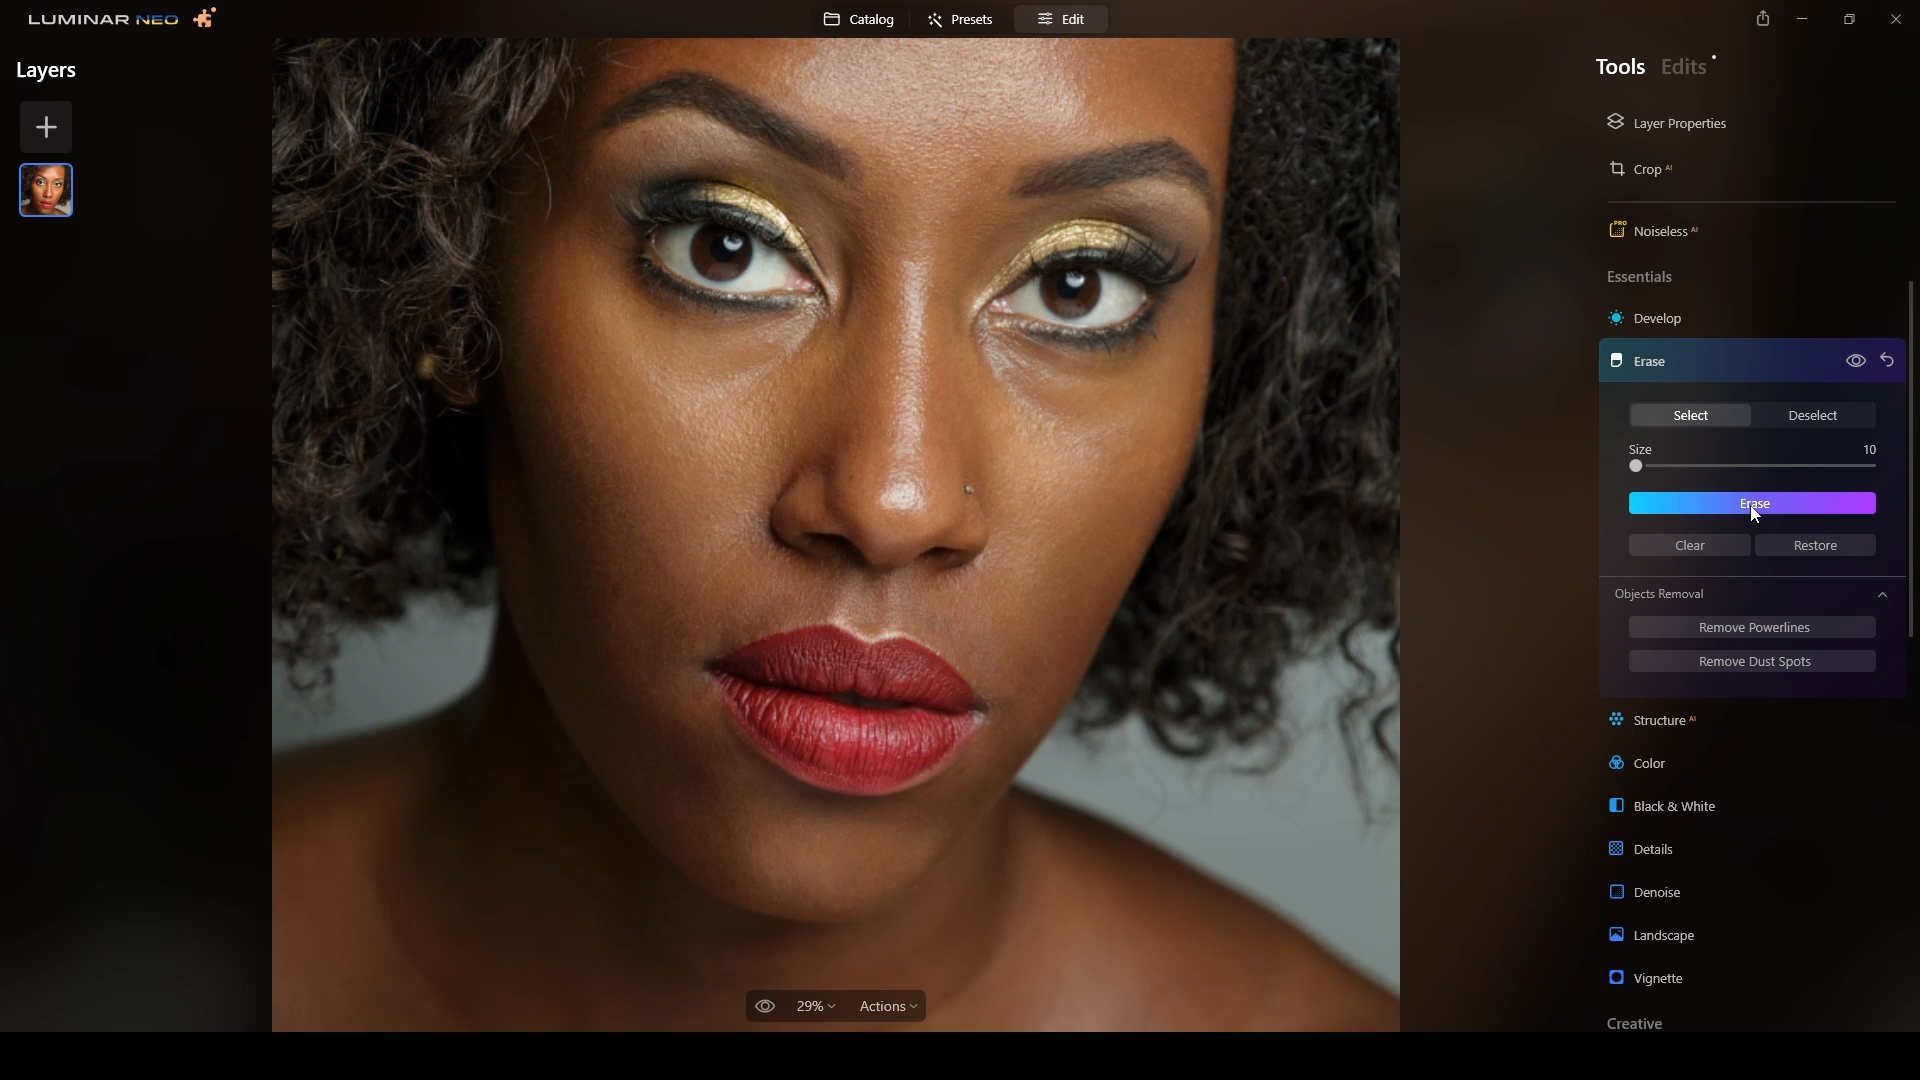 LUMINAR NEO
Catalog
Presets
Edit
Layers
Tools Edits
Layer Properties
Crop AI
PRO
Noiseless AI
Essentials
Develop
Erase
Select Deselect
Size 10
Erase
Clear Restore
Objects Removal
Remove Powerlines
Remove Dust Spots
Structure AI
Color
Black & White
Details
Denoise
Landscape
Vignette
Creative
29% Actions